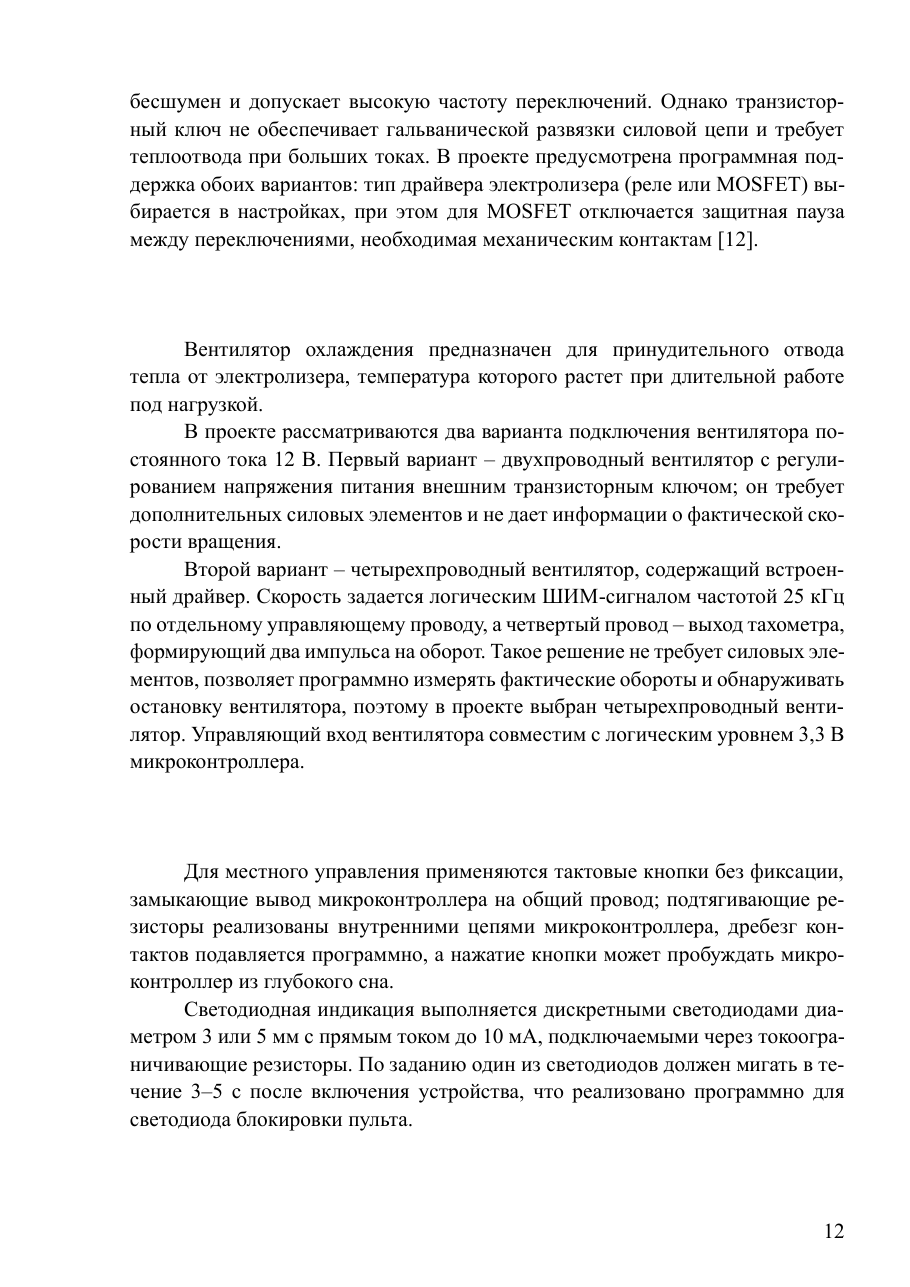 бесшумен и допускает высокую частоту переключений. Однако транзистор-
ный ключ не обеспечивает гальванической развязки силовой цепи и требует
теплоотвода при больших токах. В проекте предусмотрена программная под-
держка обоих вариантов: тип драйвера электролизера (реле или MOSFET) вы-
бирается в настройках, при этом для MOSFET отключается защитная пауза
между переключениями, необходимая механическим контактам [12].
Вентилятор охлаждения предназначен для принудительного отвода
тепла от электролизера, температура которого растет при длительной работе
под нагрузкой.
В проекте рассматриваются два варианта подключения вентилятора по-
стоянного тока 12 В. Первый вариант – двухпроводный вентилятор с регули-
рованием напряжения питания внешним транзисторным ключом; он требует
дополнительных силовых элементов и не дает информации о фактической ско-
рости вращения.
Второй вариант – четырехпроводный вентилятор, содержащий встроен-
ный драйвер. Скорость задается логическим ШИМ-сигналом частотой 25 кГц
по отдельному управляющему проводу, а четвертый провод – выход тахометра,
формирующий два импульса на оборот. Такое решение не требует силовых эле-
ментов, позволяет программно измерять фактические обороты и обнаруживать
остановку вентилятора, поэтому в проекте выбран четырехпроводный венти-
лятор. Управляющий вход вентилятора совместим с логическим уровнем 3,3 В
микроконтроллера.
Для местного управления применяются тактовые кнопки без фиксации,
замыкающие вывод микроконтроллера на общий провод; подтягивающие ре-
зисторы реализованы внутренними цепями микроконтроллера, дребезг кон-
тактов подавляется программно, а нажатие кнопки может пробуждать микро-
контроллер из глубокого сна.
Светодиодная индикация выполняется дискретными светодиодами диа-
метром 3 или 5 мм с прямым током до 10 мА, подключаемыми через токоогра-
ничивающие резисторы. По заданию один из светодиодов должен мигать в те-
чение 3–5 с после включения устройства, что реализовано программно для
светодиода блокировки пульта.
12